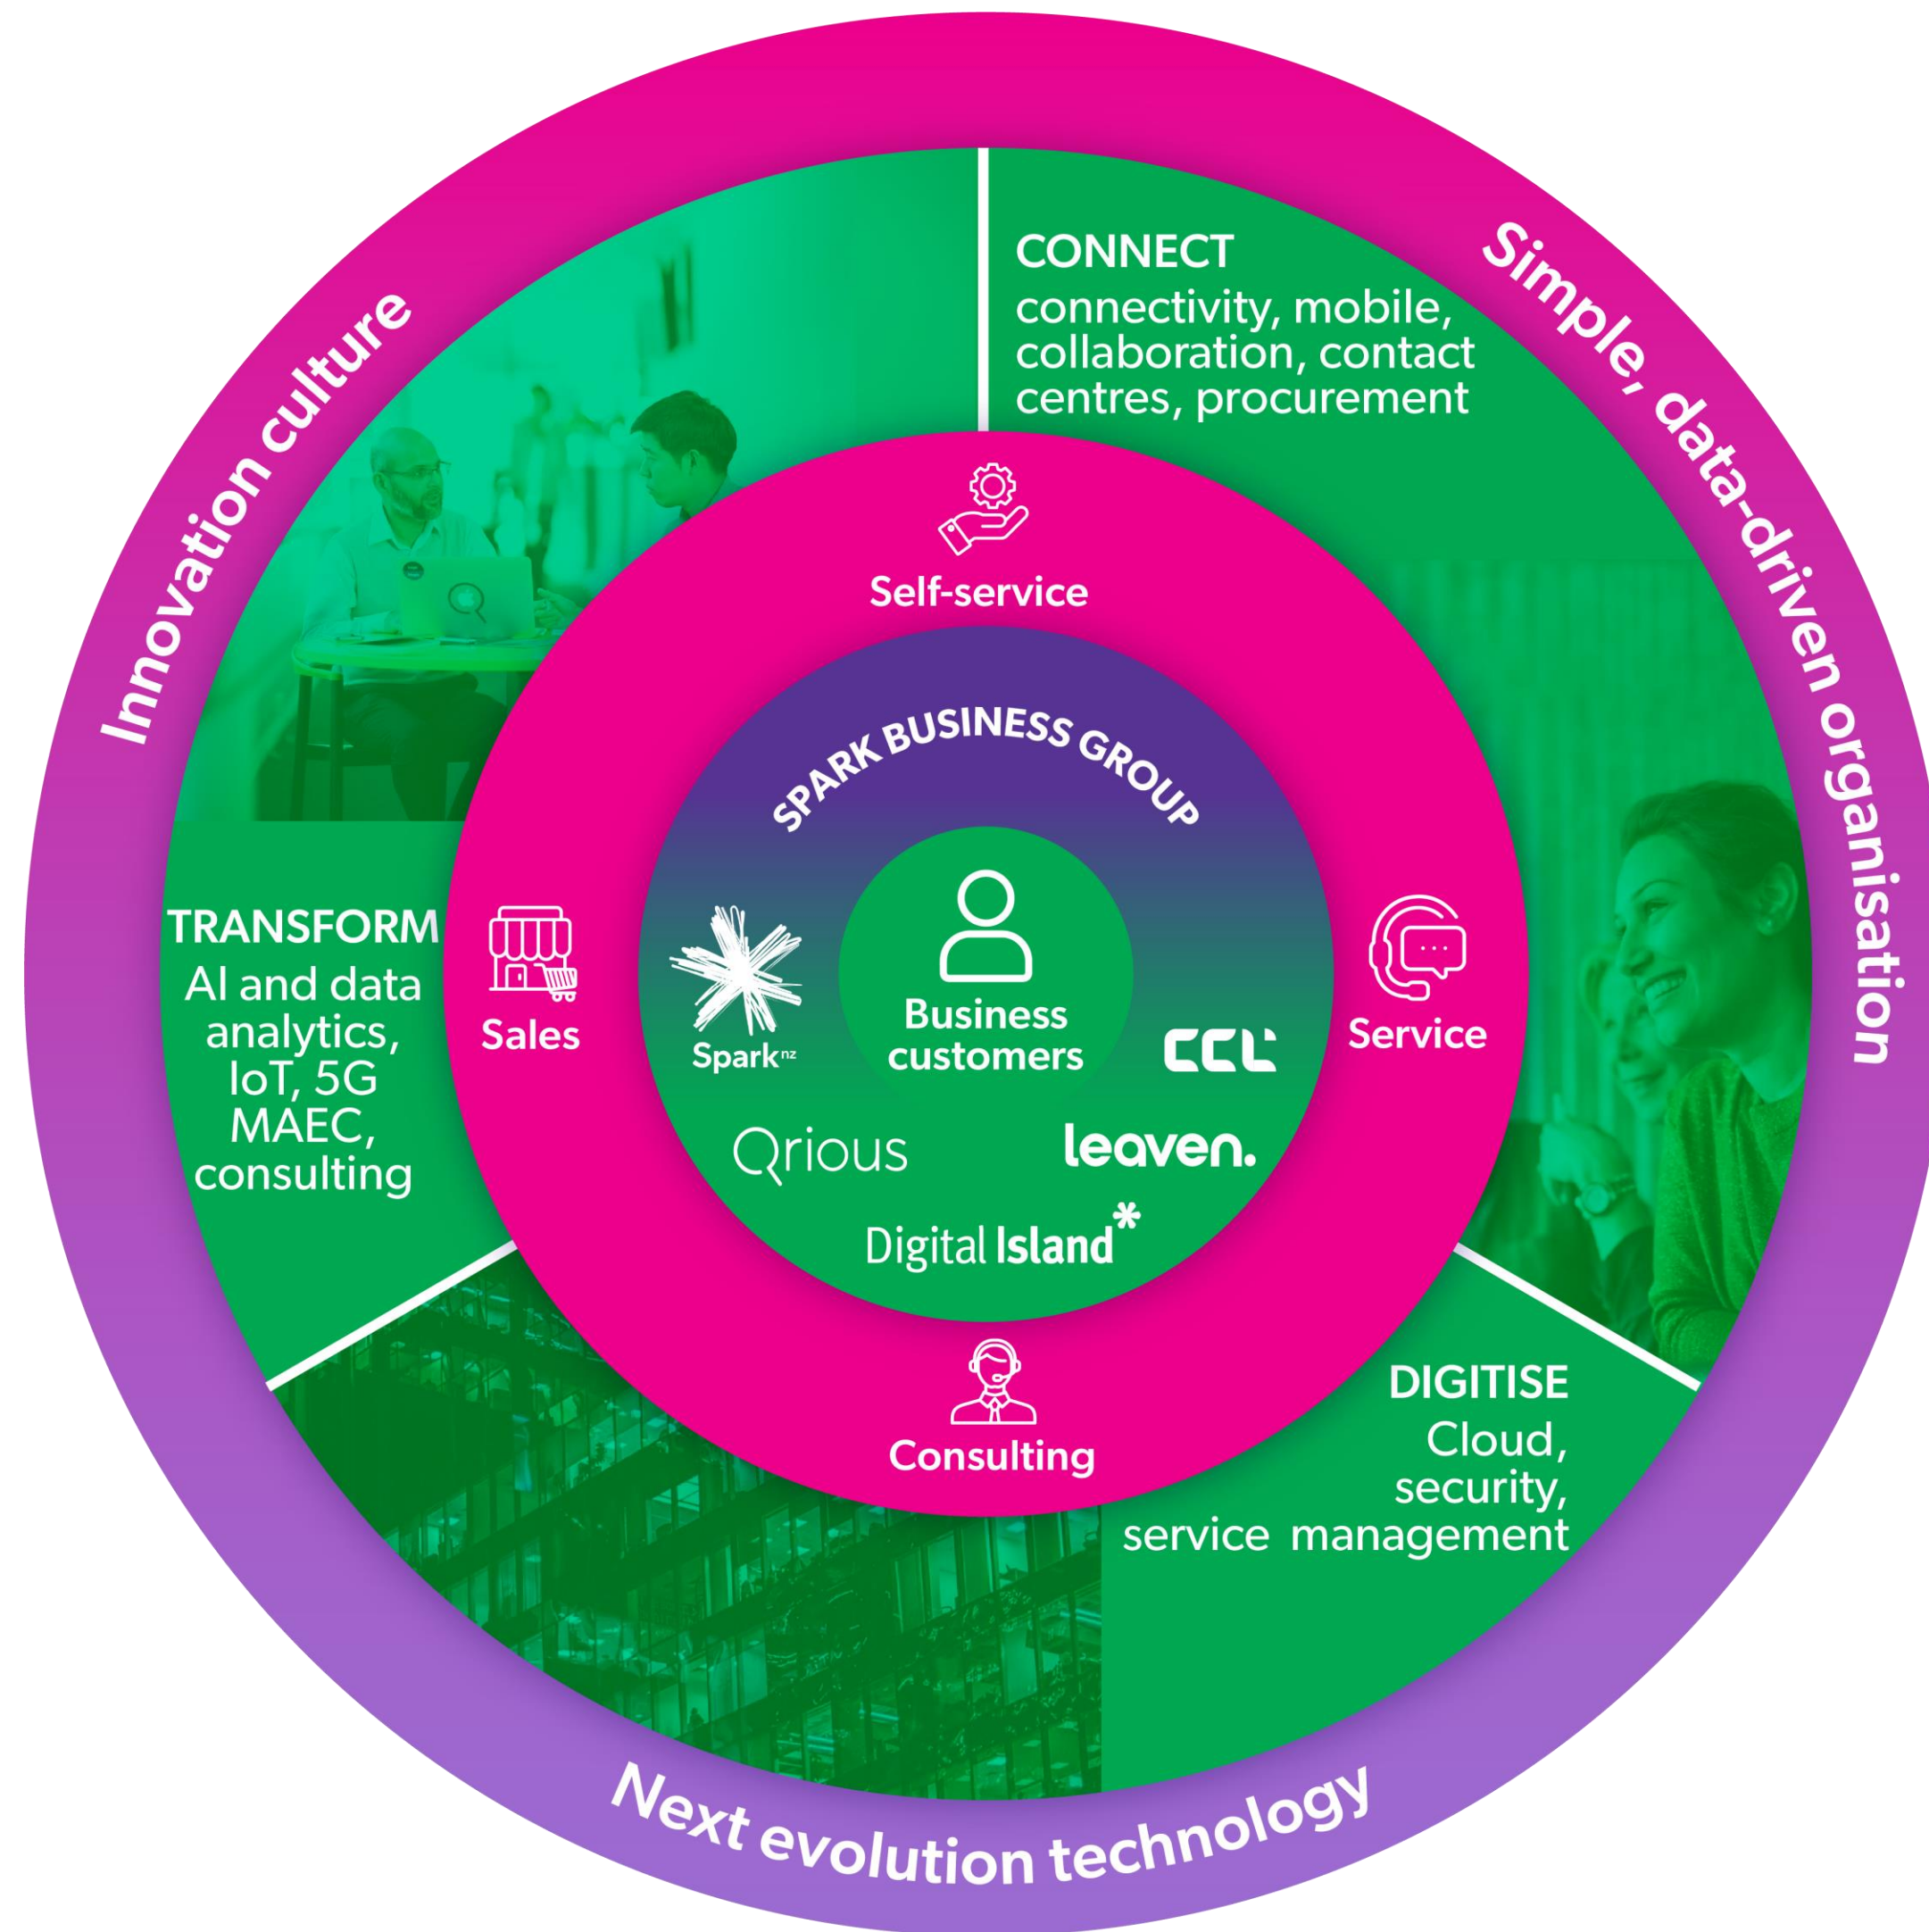 Innovation culture
Simple, data-driven organisation
Next evolution technology
CONNECT
connectivity, mobile,
collaboration, contact
centres, procurement
TRANSFORM
AI and data
analytics,
IoT, 5G
MAEC,
consulting
DIGITISE
Cloud,
security,
service management
Self-service
Sales
Service
Consulting
SPARK BUSINESS GROUP
Business
customers
Spark nz
CCL
Qrious
leaven.
Digital Island*